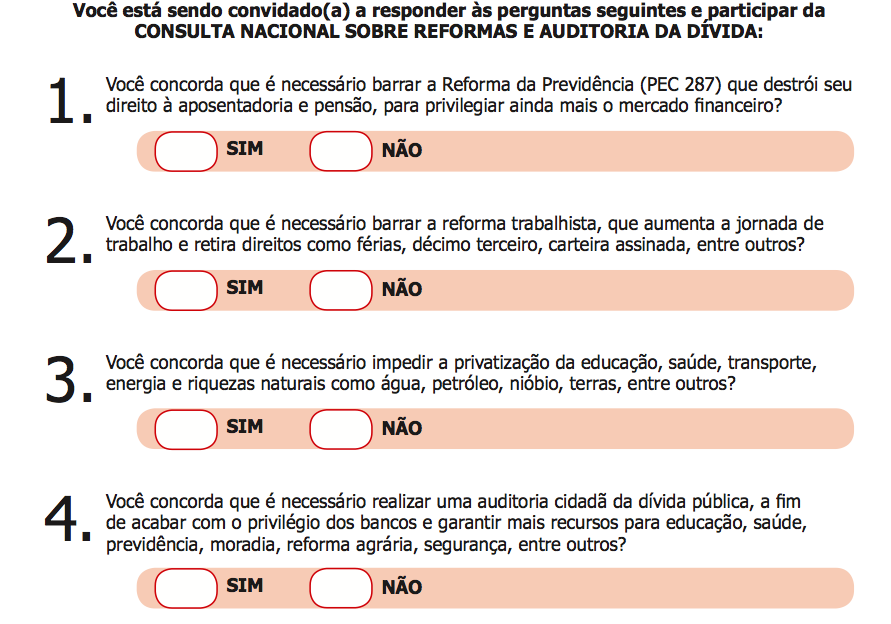 Você está sendo convidado(a) a responder às perguntas seguintes e participar da
CONSULTA NACIONAL SOBRE REFORMAS E AUDITORIA DA DÍVIDA:
1. Você concorda que é necessário barrar a Reforma da Previdência (PEC 287) que destrói seu
direito à aposentadoria e pensão, para privilegiar ainda mais o mercado financeiro?
SIM NÃO
2. Você concorda que é necessário barrar a reforma trabalhista, que aumenta a jornada de
trabalho e retira direitos como férias, décimo terceiro, carteira assinada, entre outros?
SIM NÃO
3. Você concorda que é necessário impedir a privatização da educação, saúde, transporte,
energia e riquezas naturais como água, petróleo, nióbio, terras, entre outros?
SIM NÃO
4. Você concorda que é necessário realizar uma auditoria cidadã da dívida pública, a fim
de acabar com o privilégio dos bancos e garantir mais recursos para educação, saúde,
previdência, moradia, reforma agrária, segurança, entre outros?
SIM NÃO